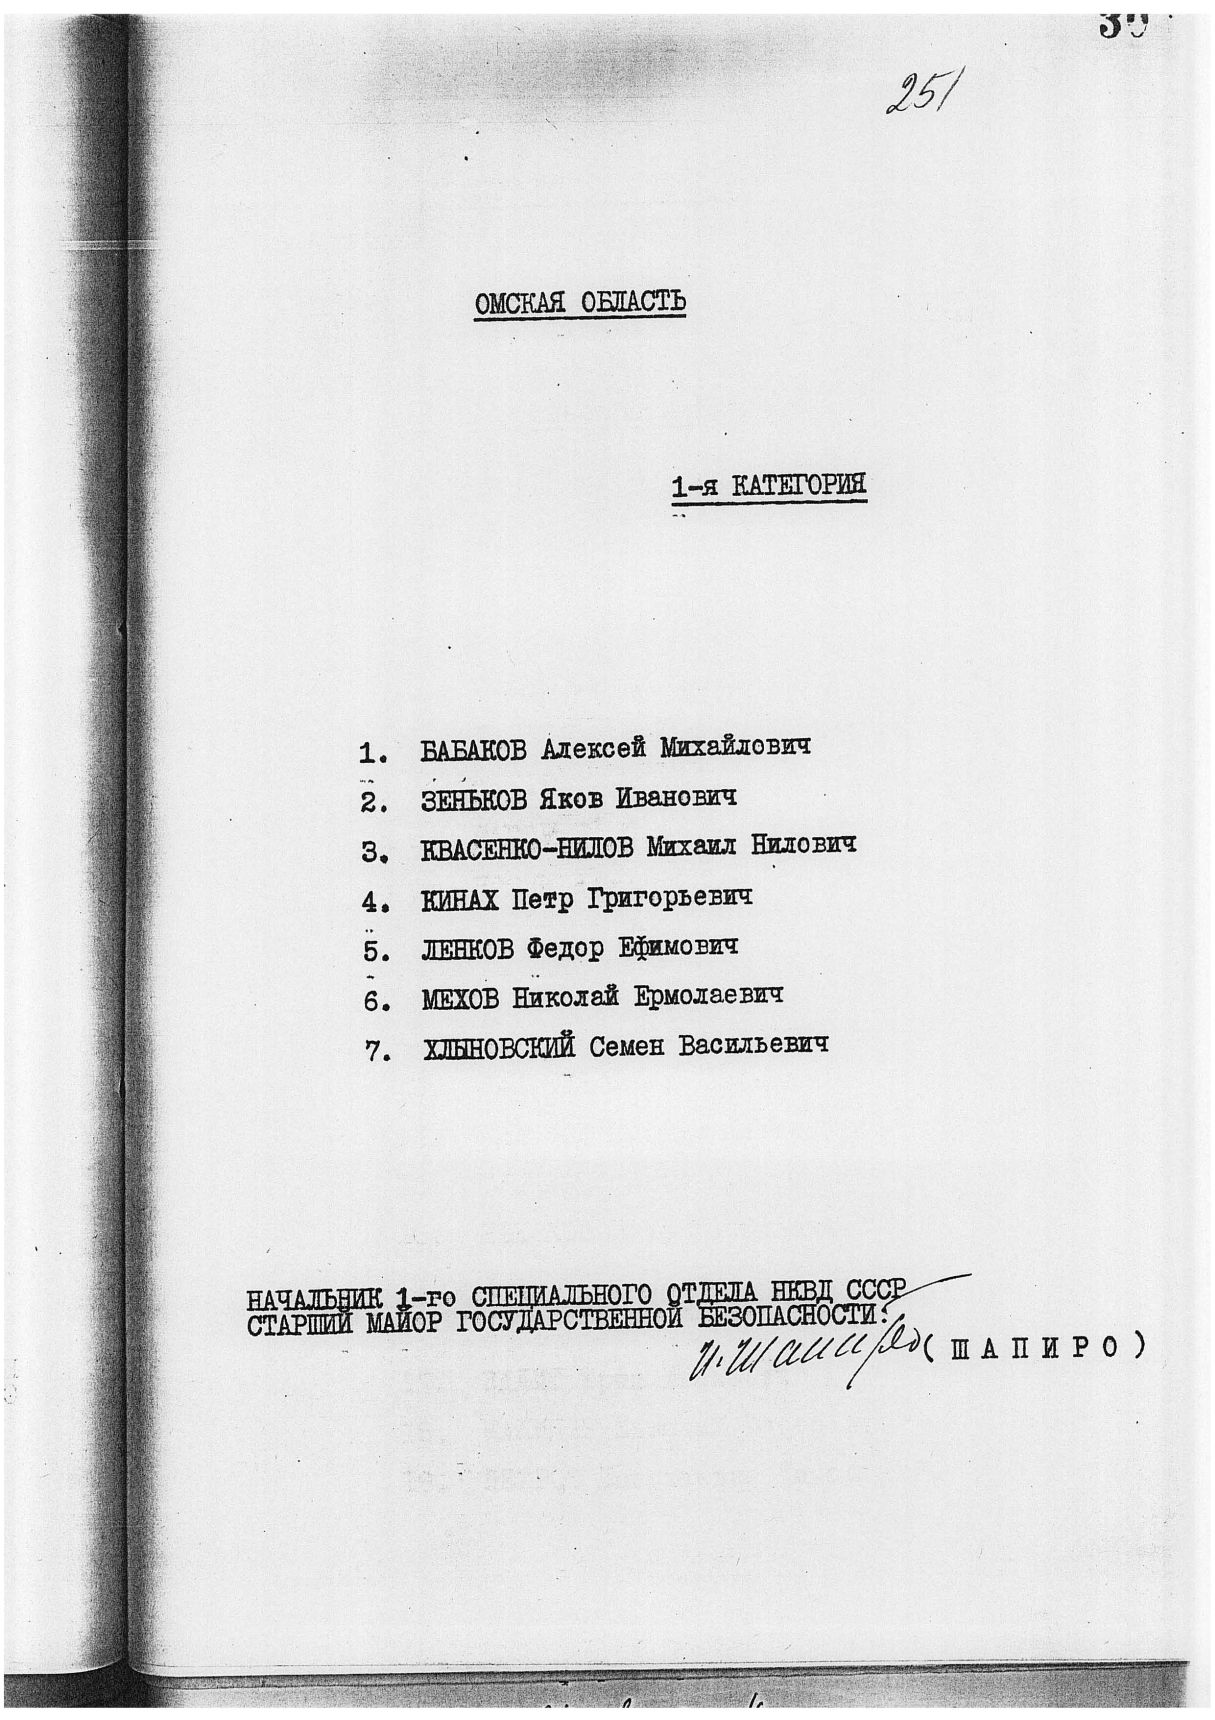 30
251
ОМСКАЯ ОБЛАСТЬ
1-я КАТЕГОРИЯ
1. БАБАКОВ Алексей Михайлович
2. ЗЕНЬКОВ Яков Иванович
3. КВАСЕНКО-НИЛОВ Михаил Нилович
4. КИНАХ Петр Григорьевич
5. ЛЕНКОВ Федор Ефимович
6. МЕХОВ Николай Ермолаевич
7. ХЛЫНОВСКИЙ Семен Васильевич
НАЧАЛЬНИК 1-го СПЕЦИАЛЬНОГО ОТДЕЛА НКВД СССР
СТАРШИЙ МАЙОР ГОСУДАРСТВЕННОЙ БЕЗОПАСНОСТИ:
И. Шапиро (ШАПИРО)